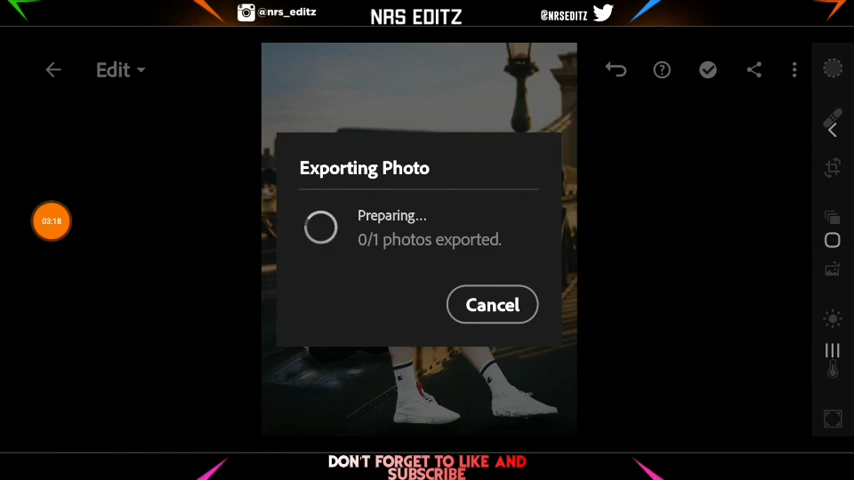 @nrs_editz
NRS EDITZ
@NRSEDITZ
Edit
Exporting Photo
Preparing...
0/1 photos exported.
Cancel
03:18
DON'T FORGET TO LIKE AND
SUBSCRIBE